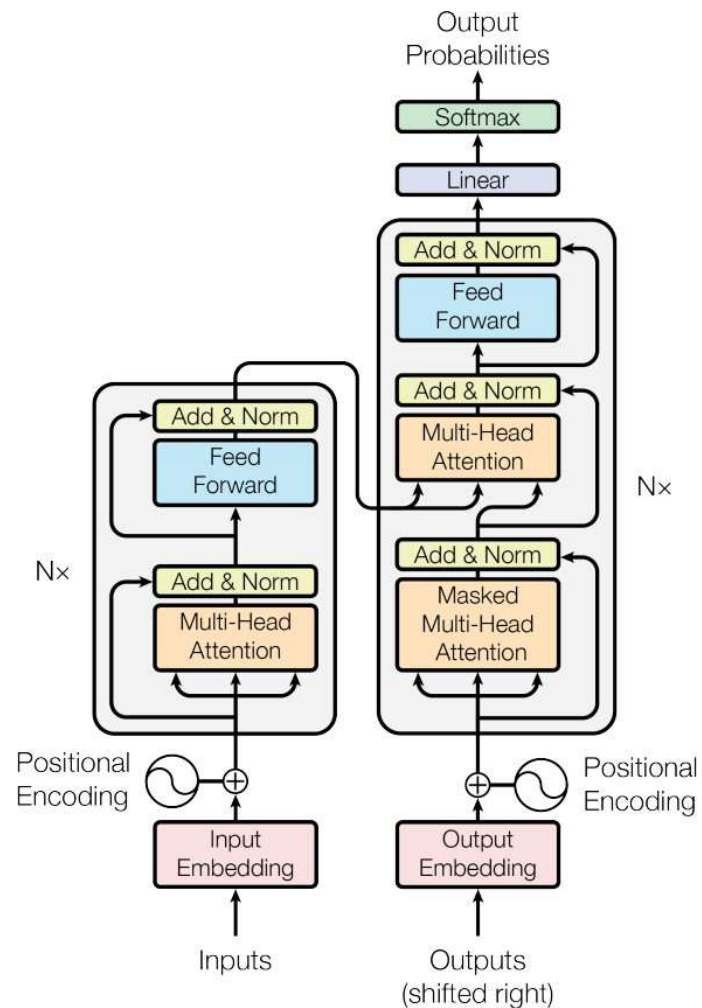 Output
Probabilities
Softmax
Linear
Add & Norm
Feed
Forward
Add & Norm
Multi-Head
Attention
Nx
Add & Norm
Masked
Multi-Head
Attention
Add & Norm
Feed
Forward
Nx
Add & Norm
Multi-Head
Attention
Positional
Encoding
Positional
Encoding
Input
Embedding
Output
Embedding
Inputs
Outputs
(shifted right)